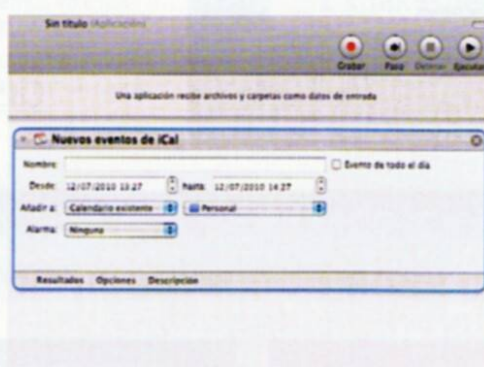 Sin título (Aplicación)
Grabar Paso Detener Ejecutar
Una aplicación recibe archivos y carpetas como datos de entrada
Nuevos eventos de iCal
Nombre: Evento de todo el día
Desde: 12/07/2010 13:27 hasta: 12/07/2010 14:27
Añadir a: Calendario existente Personal
Alarma: Ninguna
Resultados Opciones Descripción